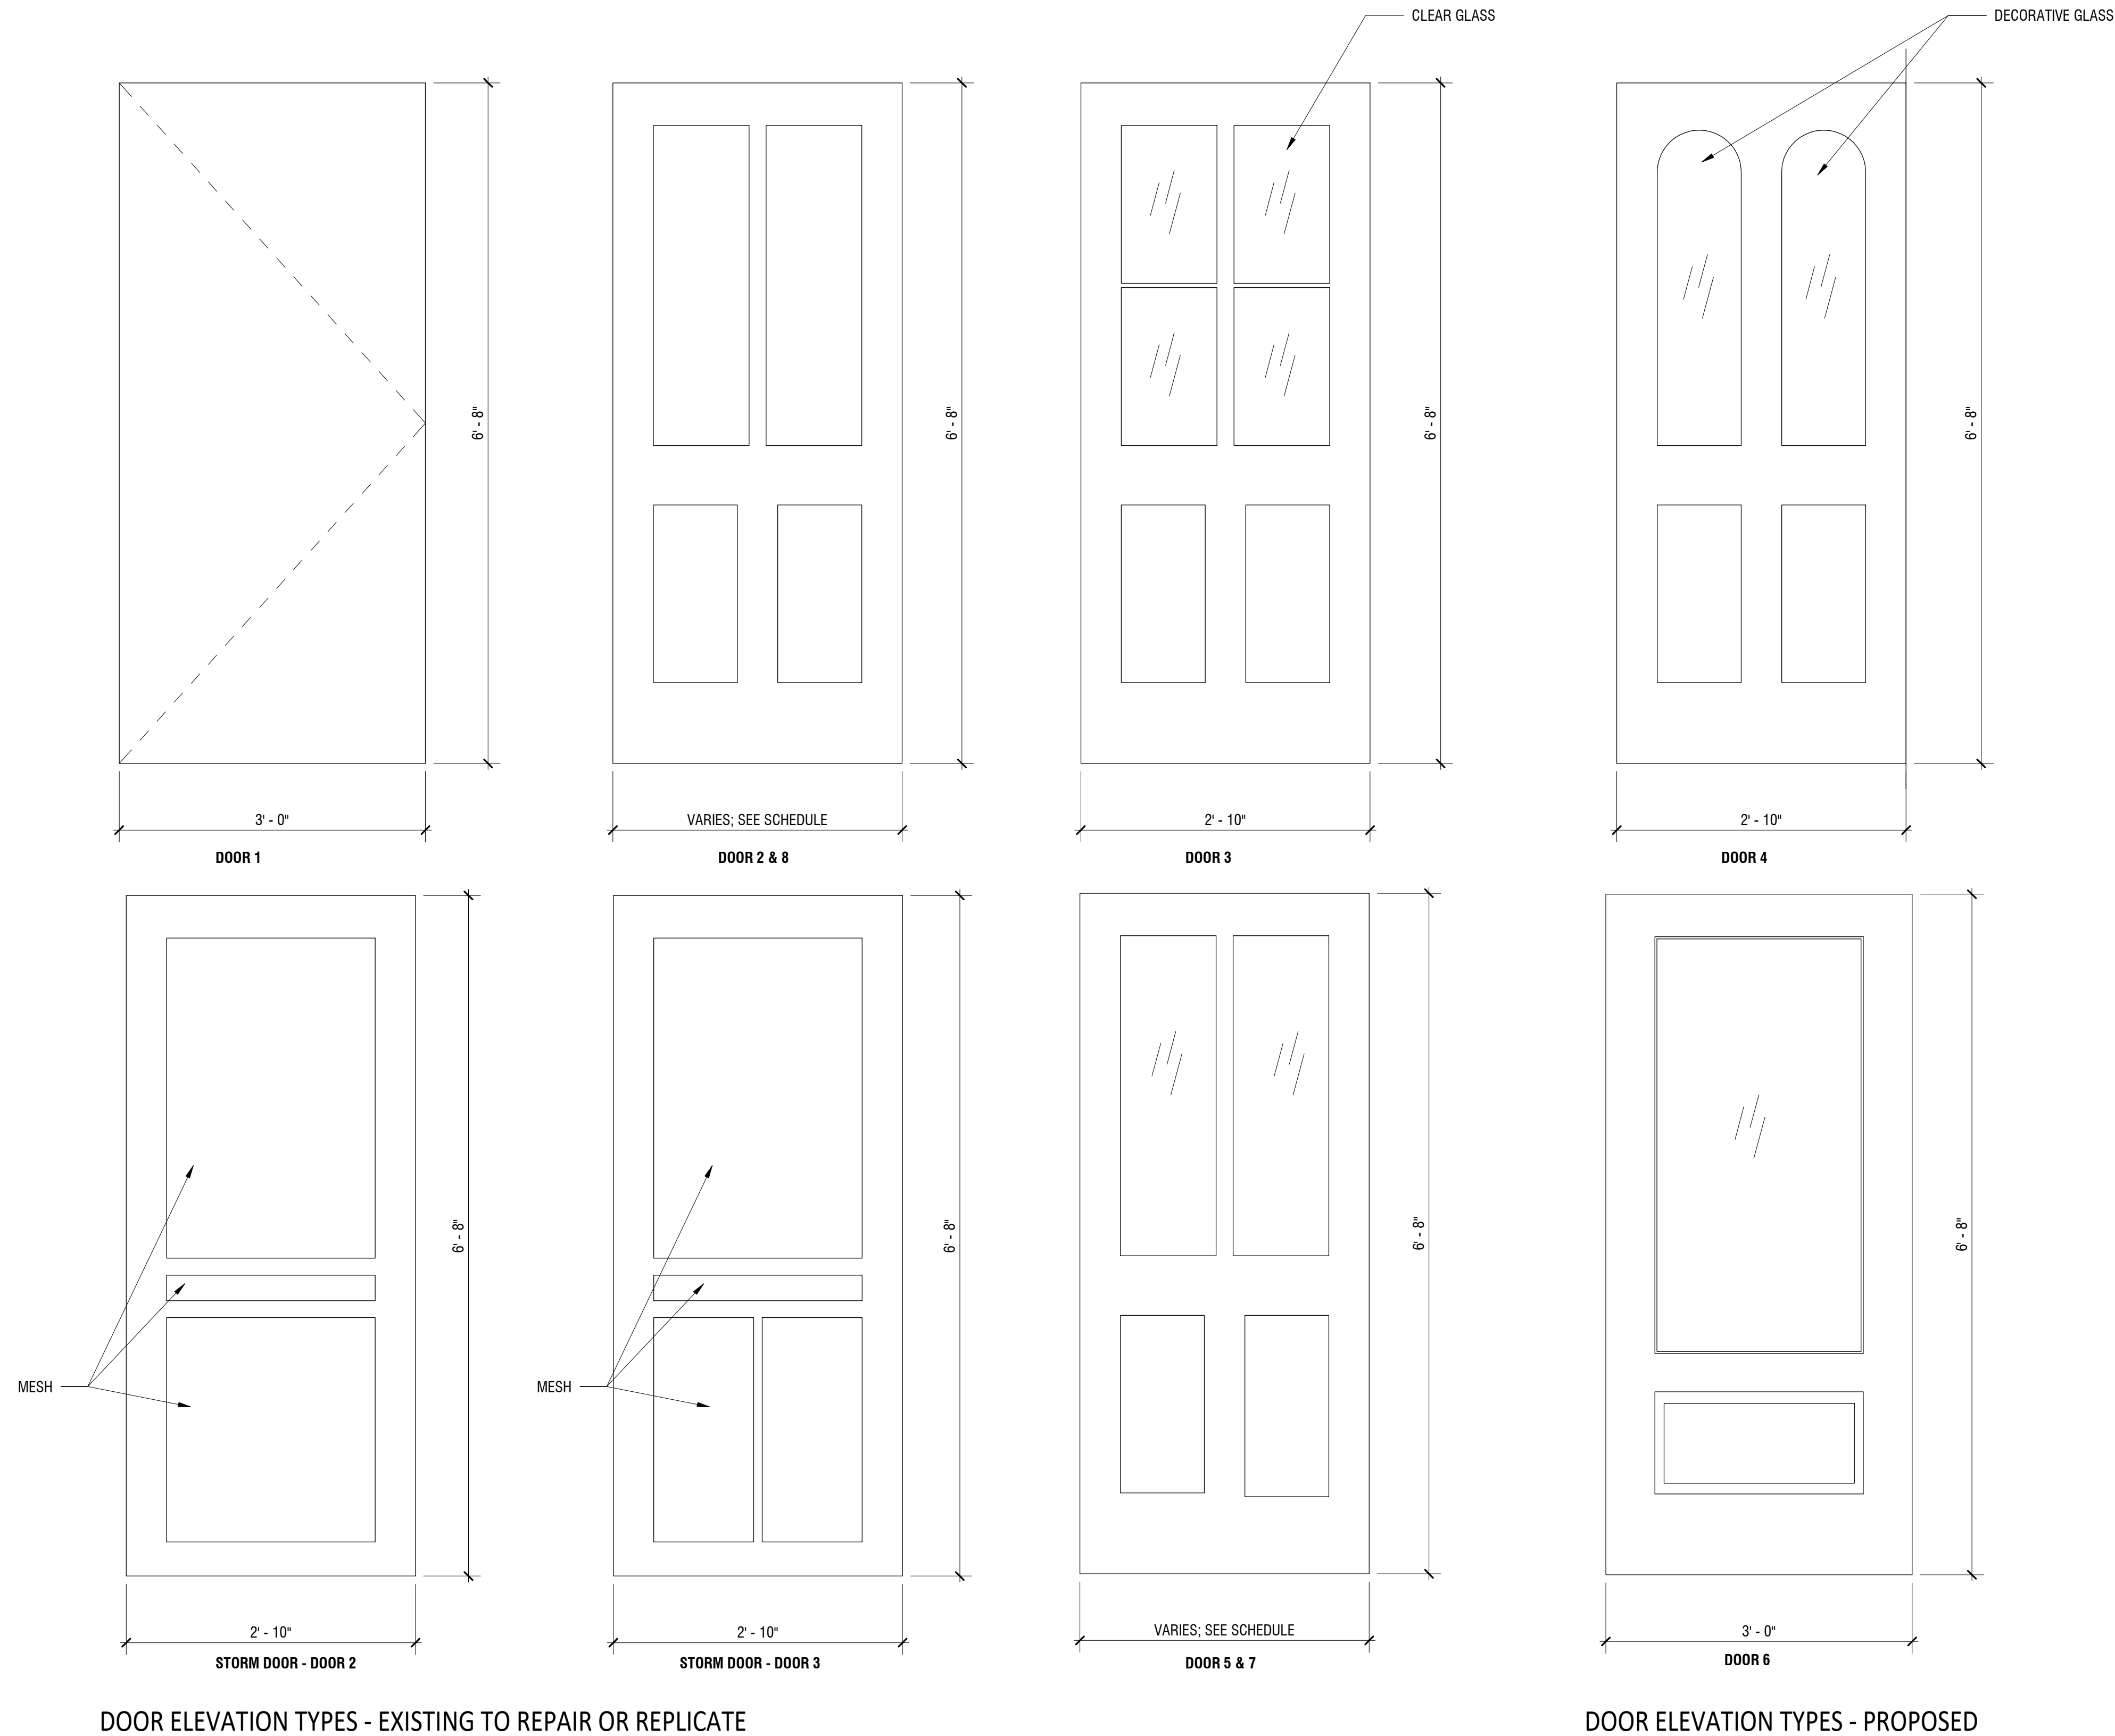 CLEAR GLASS
DECORATIVE GLASS
6' - 8"
6' - 8"
6' - 8"
6' - 8"
3' - 0"
VARIES; SEE SCHEDULE
2' - 10"
2' - 10"
DOOR 1
DOOR 2 & 8
DOOR 3
DOOR 4
6' - 8"
6' - 8"
6' - 8"
6' - 8"
MESH
MESH
2' - 10"
2' - 10"
VARIES; SEE SCHEDULE
3' - 0"
STORM DOOR - DOOR 2
STORM DOOR - DOOR 3
DOOR 5 & 7
DOOR 6
DOOR ELEVATION TYPES - EXISTING TO REPAIR OR REPLICATE
DOOR ELEVATION TYPES - PROPOSED